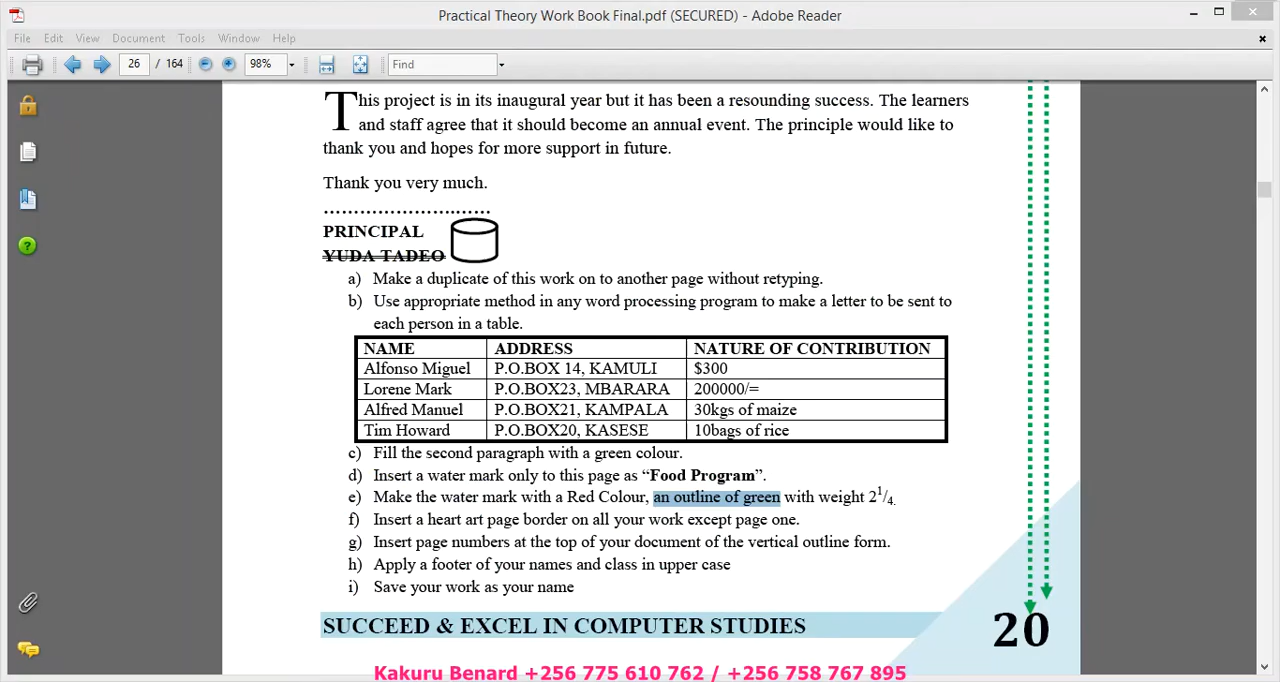 Practical Theory Work Book Final.pdf (SECURED) - Adobe Reader
File Edit View Document Tools Window Help
26 / 164 98% Find
This project is in its inaugural year but it has been a resounding success. The learners
and staff agree that it should become an annual event. The principle would like to
thank you and hopes for more support in future.
Thank you very much.
................................
PRINCIPAL
YUDA TADEO
a) Make a duplicate of this work on to another page without retyping.
b) Use appropriate method in any word processing program to make a letter to be sent to
each person in a table.
NAME ADDRESS NATURE OF CONTRIBUTION
Alfonso Miguel P.O.BOX 14, KAMULI $300
Lorene Mark P.O.BOX23, MBARARA 200000/=
Alfred Manuel P.O.BOX21, KAMPALA 30kgs of maize
Tim Howard P.O.BOX20, KASESE 10bags of rice
c) Fill the second paragraph with a green colour.
d) Insert a water mark only to this page as “Food Program”.
e) Make the water mark with a Red Colour, an outline of green with weight 2 1/4.
f) Insert a heart art page border on all your work except page one.
g) Insert page numbers at the top of your document of the vertical outline form.
h) Apply a footer of your names and class in upper case
i) Save your work as your name
SUCCEED & EXCEL IN COMPUTER STUDIES 20
Kakuru Benard +256 775 610 762 / +256 758 767 895